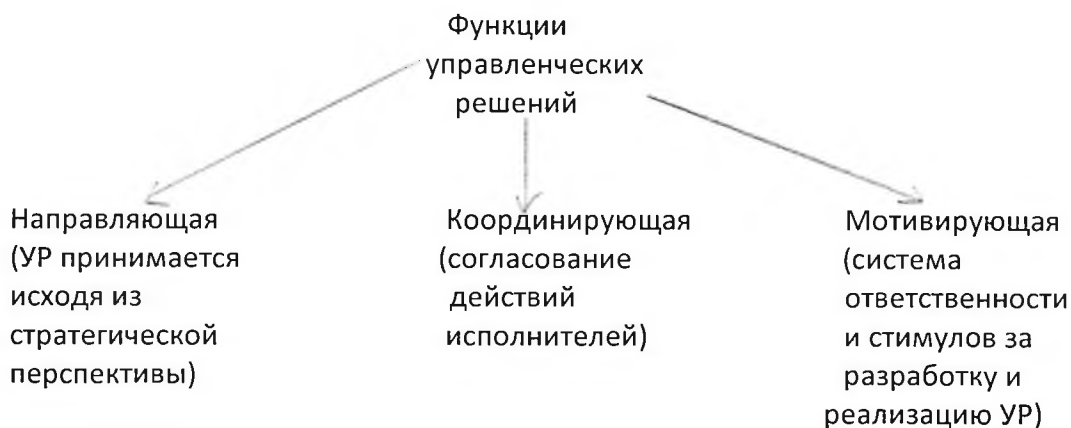 Функции
управленческих
решений
Направляющая
(УР принимается
исходя из
стратегической
перспективы)
Координирующая
(согласование
действий
исполнителей)
Мотивирующая
(система
ответственности
и стимулов за
разработку и
реализацию УР)